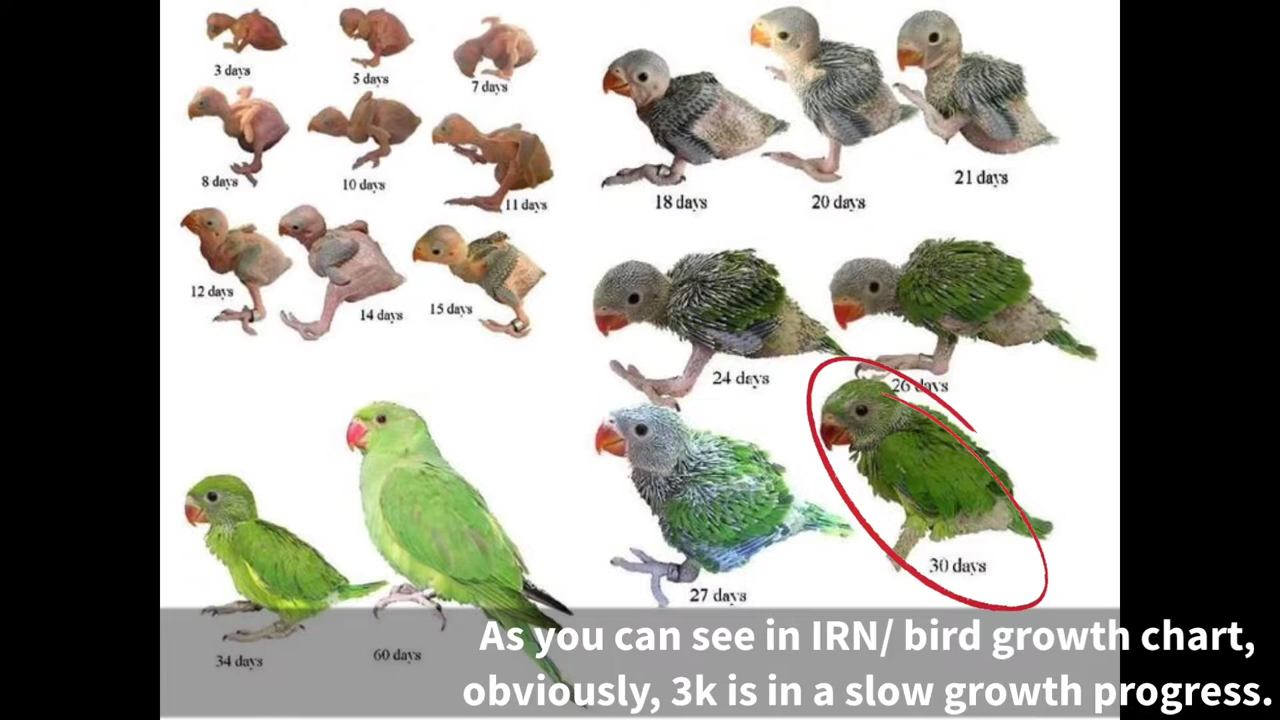 3 days
5 days
7 days
8 days
10 days
11 days
12 days
14 days
15 days
18 days
20 days
21 days
24 days
26 days
27 days
30 days
34 days
60 days
As you can see in IRN/ bird growth chart,
obviously, 3k is in a slow growth progress.